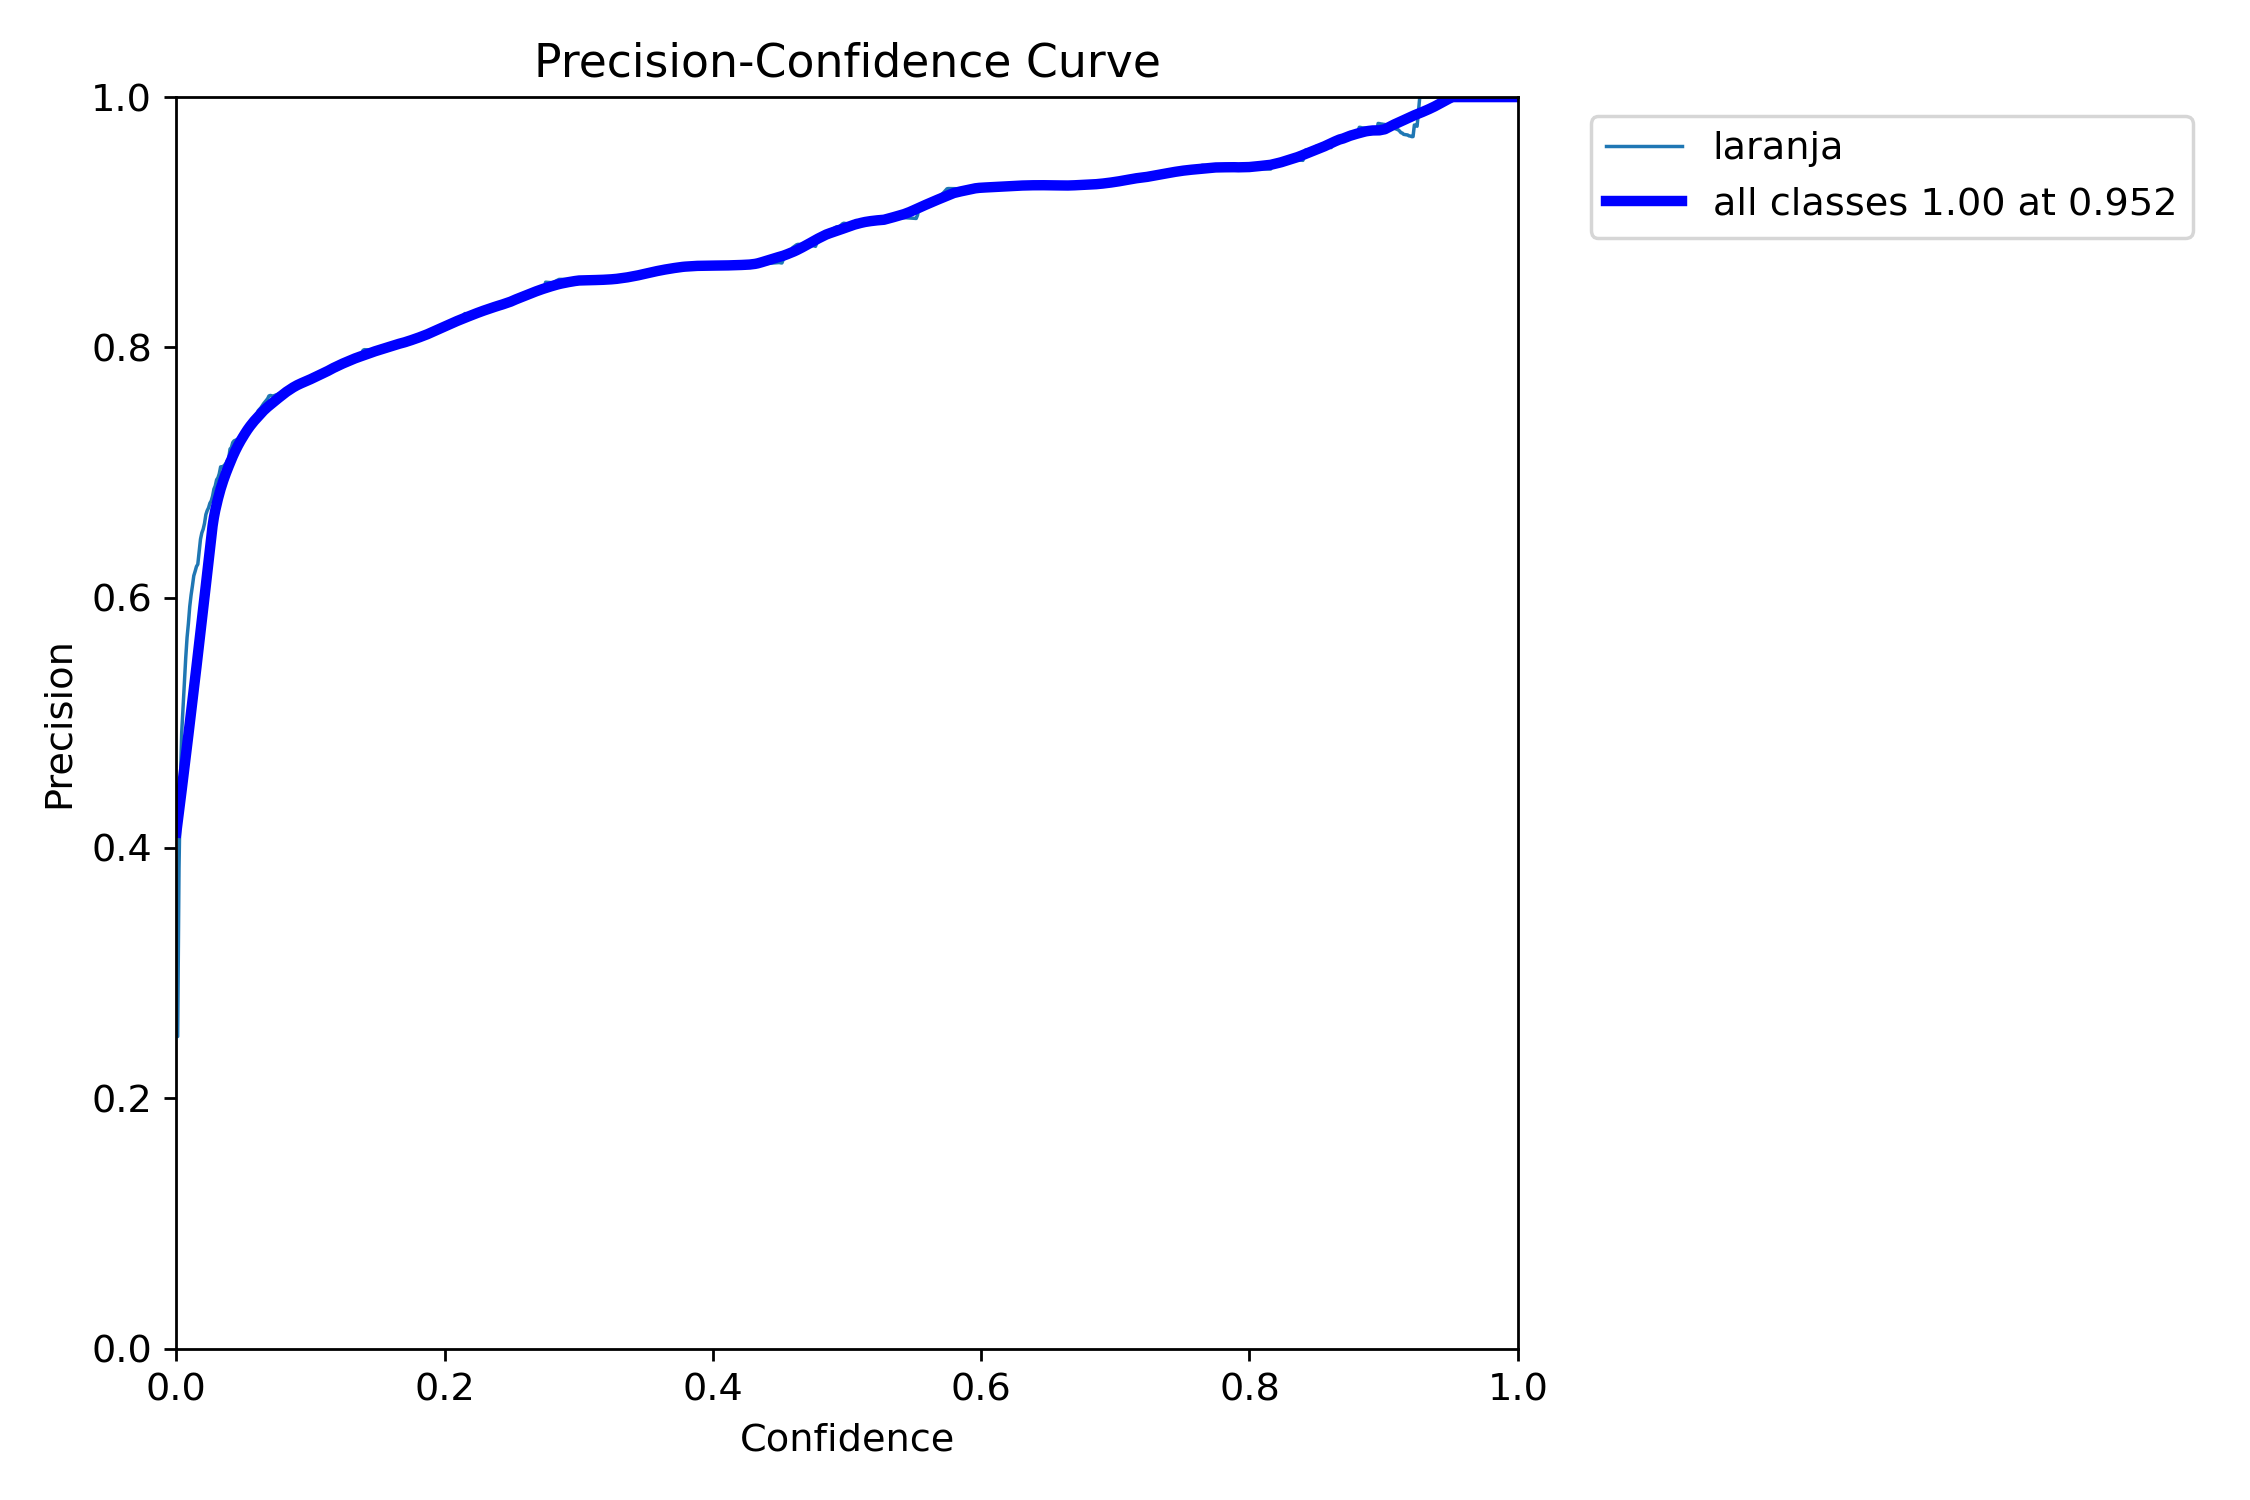 Precision-Confidence Curve
1.0
0.8
0.6
0.4
0.2
0.0
Precision
0.0 0.2 0.4 0.6 0.8 1.0
Confidence
laranja
all classes 1.00 at 0.952